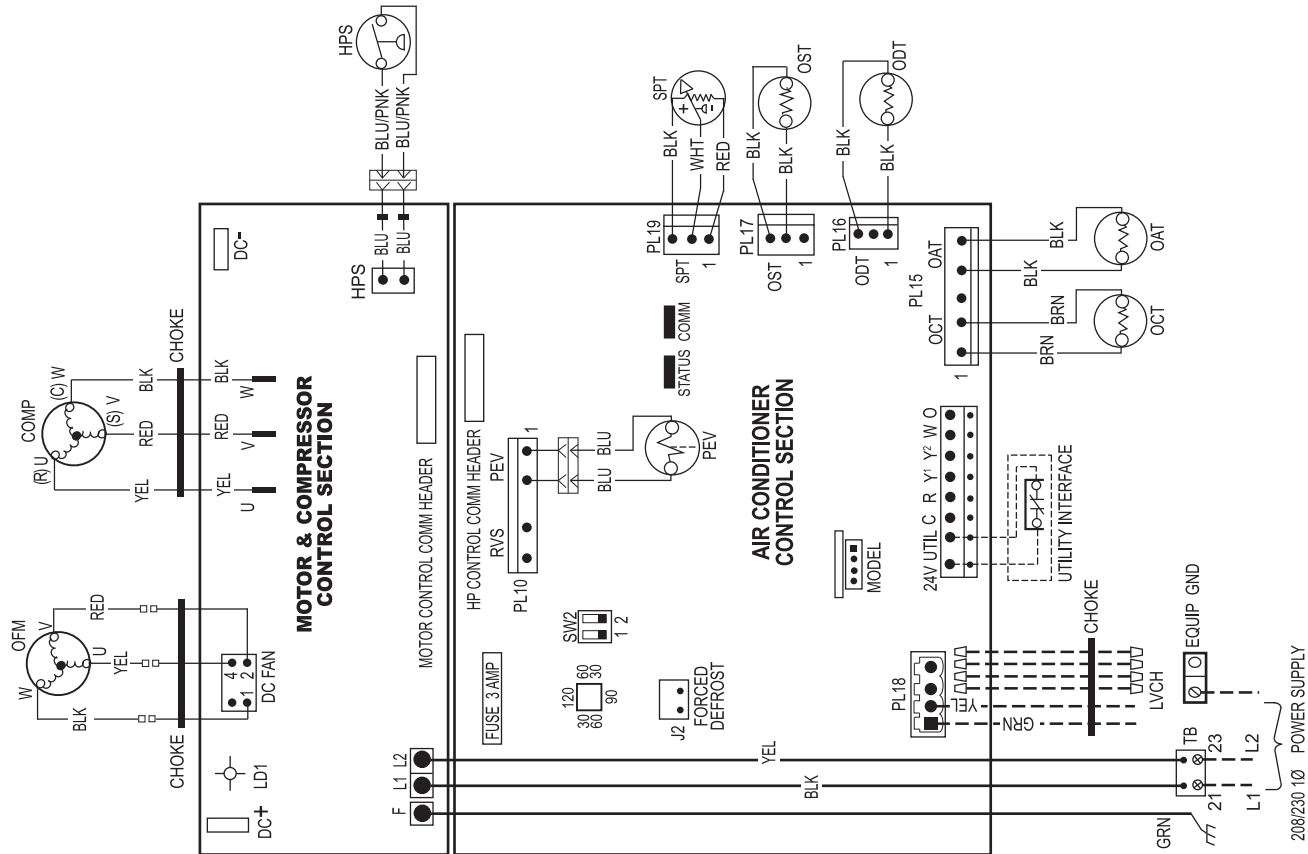 HPS
BLU/PNK
BLU/PNK
BLU
BLU
HPS
DC-
COMP
(R) U
(S) V
(C) W
YEL
RED
BLK
CHOKE
YEL
RED
BLK
U
V
W
MOTOR & COMPRESSOR
CONTROL SECTION
MOTOR CONTROL COMM HEADER
OFM
W
V
U
BLK
YEL
RED
CHOKE
4
2
1
DC FAN
LD1
DC+
F
L1
L2
HP CONTROL COMM HEADER
SPT
+
-
BLK
WHT
RED
PL19
SPT
1
OST
BLK
BLK
PL17
OST
1
ODT
BLK
BLK
PL16
ODT
1
STATUS
COMM
PL10
RVS
PEV
1
BLU
BLU
PEV
AIR CONDITIONER
CONTROL SECTION
PL15
OCT
OAT
1
BRN
BRN
OCT
BLK
BLK
OAT
FUSE 3 AMP
SW2
1 2
120
60
30
30
60
90
J2
FORCED
DEFROST
MODEL
24V UTIL C R Y1 Y2 W O
UTILITY INTERFACE
PL18
YEL
GRN
CHOKE
LVCH
YEL
BLK
GRN
TB
21
23
L1
L2
EQUIP GND
208/230 1Ø POWER SUPPLY